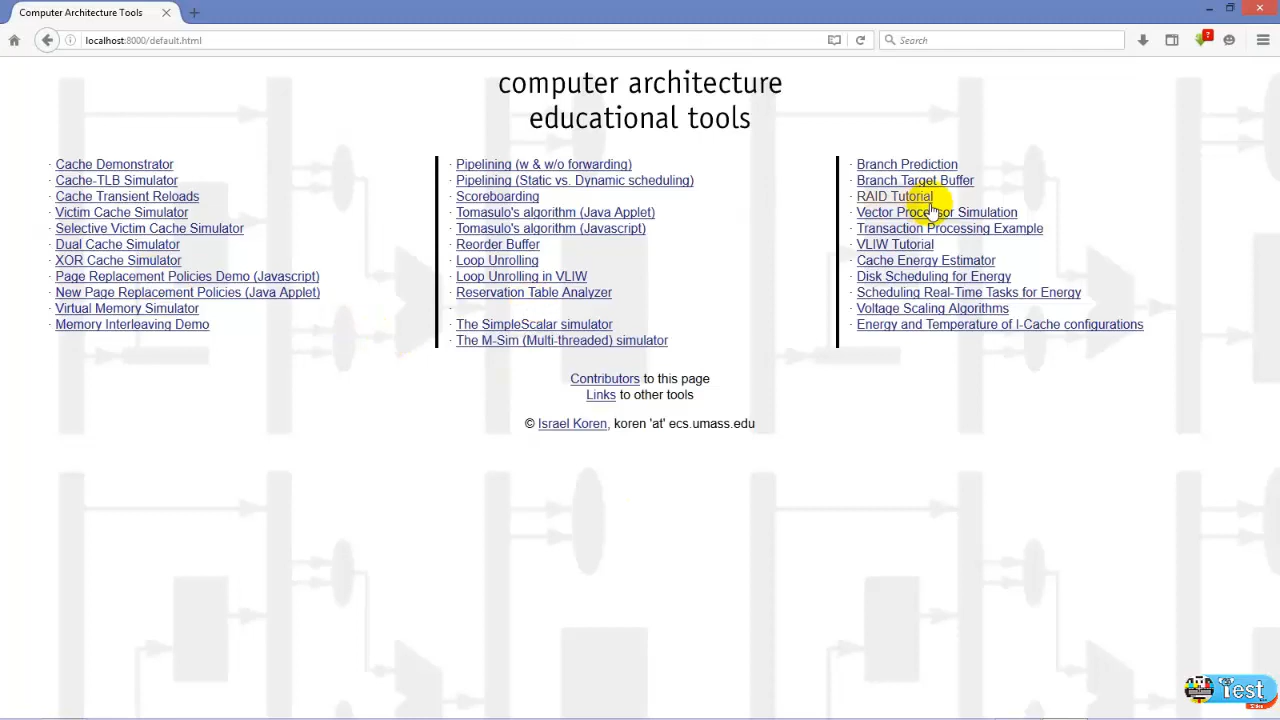 Computer Architecture Tools
localhost:8000/default.html
Search
?
computer architecture
educational tools
· Cache Demonstrator
· Cache-TLB Simulator
· Cache Transient Reloads
· Victim Cache Simulator
· Selective Victim Cache Simulator
· Dual Cache Simulator
· XOR Cache Simulator
· Page Replacement Policies Demo (Javascript)
· New Page Replacement Policies (Java Applet)
· Virtual Memory Simulator
· Memory Interleaving Demo
· Pipelining (w & w/o forwarding)
· Pipelining (Static vs. Dynamic scheduling)
· Scoreboarding
· Tomasulo's algorithm (Java Applet)
· Tomasulo's algorithm (Javascript)
· Reorder Buffer
· Loop Unrolling
· Loop Unrolling in VLIW
· Reservation Table Analyzer
·
· The SimpleScalar simulator
· The M-Sim (Multi-threaded) simulator
· Branch Prediction
· Branch Target Buffer
· RAID Tutorial
· Vector Processor Simulation
· Transaction Processing Example
· VLIW Tutorial
· Cache Energy Estimator
· Disk Scheduling for Energy
· Scheduling Real-Time Tasks for Energy
· Voltage Scaling Algorithms
· Energy and Temperature of I-Cache configurations
Contributors to this page
Links to other tools
© Israel Koren, koren 'at' ecs.umass.edu
Test